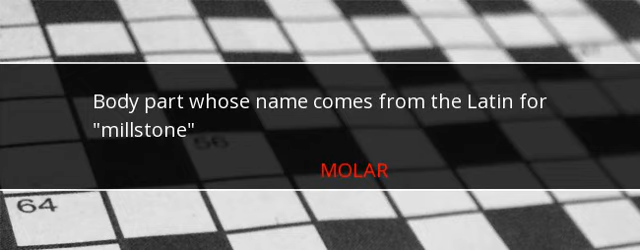 Body part whose name comes from the Latin for
"millstone"
56
MOLAR
64